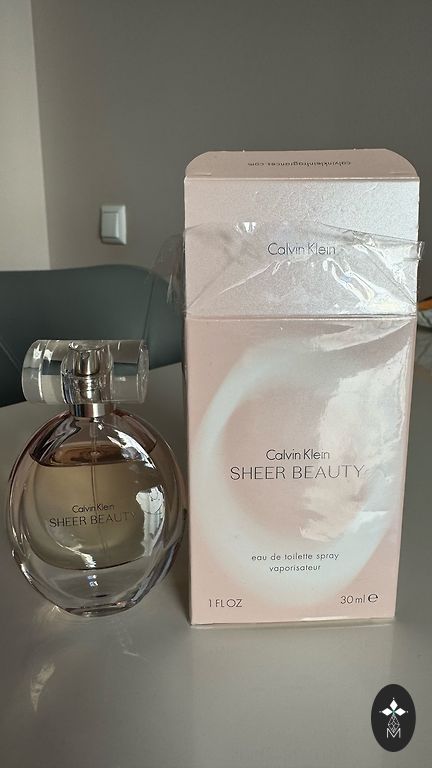 calvinkleinfragrances.com
Calvin Klein
Calvin Klein
SHEER BEAUTY
eau de toilette spray
vaporisateur
1 FL OZ
30 ml e
Calvin Klein
SHEER BEAUTY
M